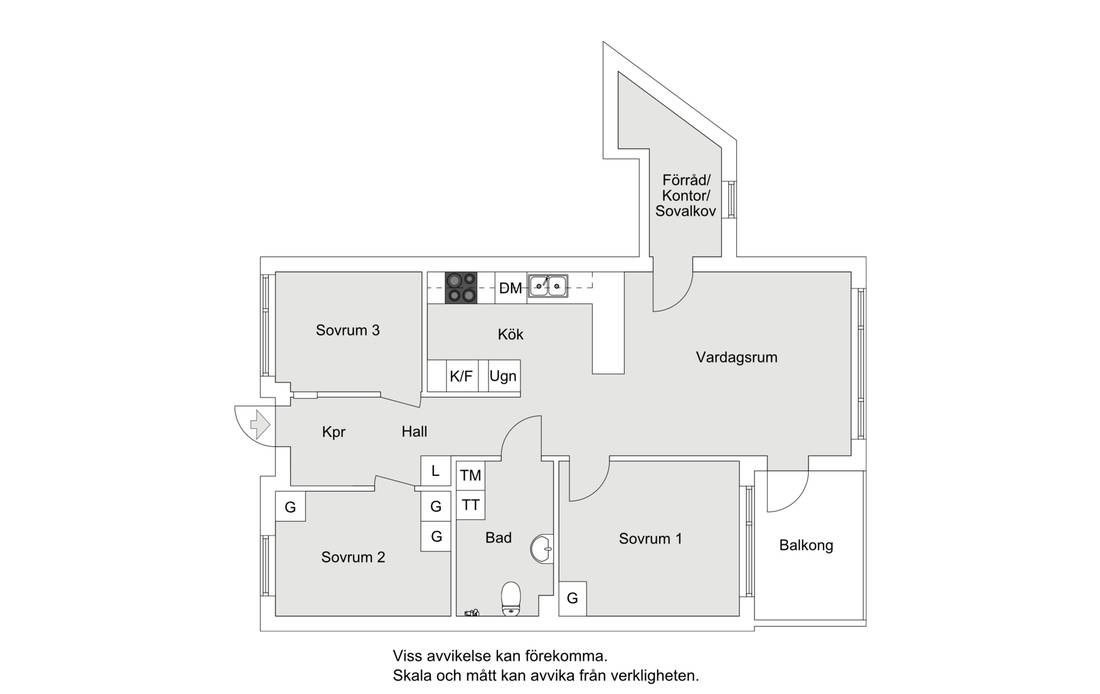 Förråd/
Kontor/
Sovalkov
DM
Sovrum 3
Kök
Vardagsrum
K/F
Ugn
Kpr
Hall
L
TM
G
G
TT
G
Bad
Sovrum 1
Balkong
Sovrum 2
G
Viss avvikelse kan förekomma.
Skala och mått kan avvika från verkligheten.